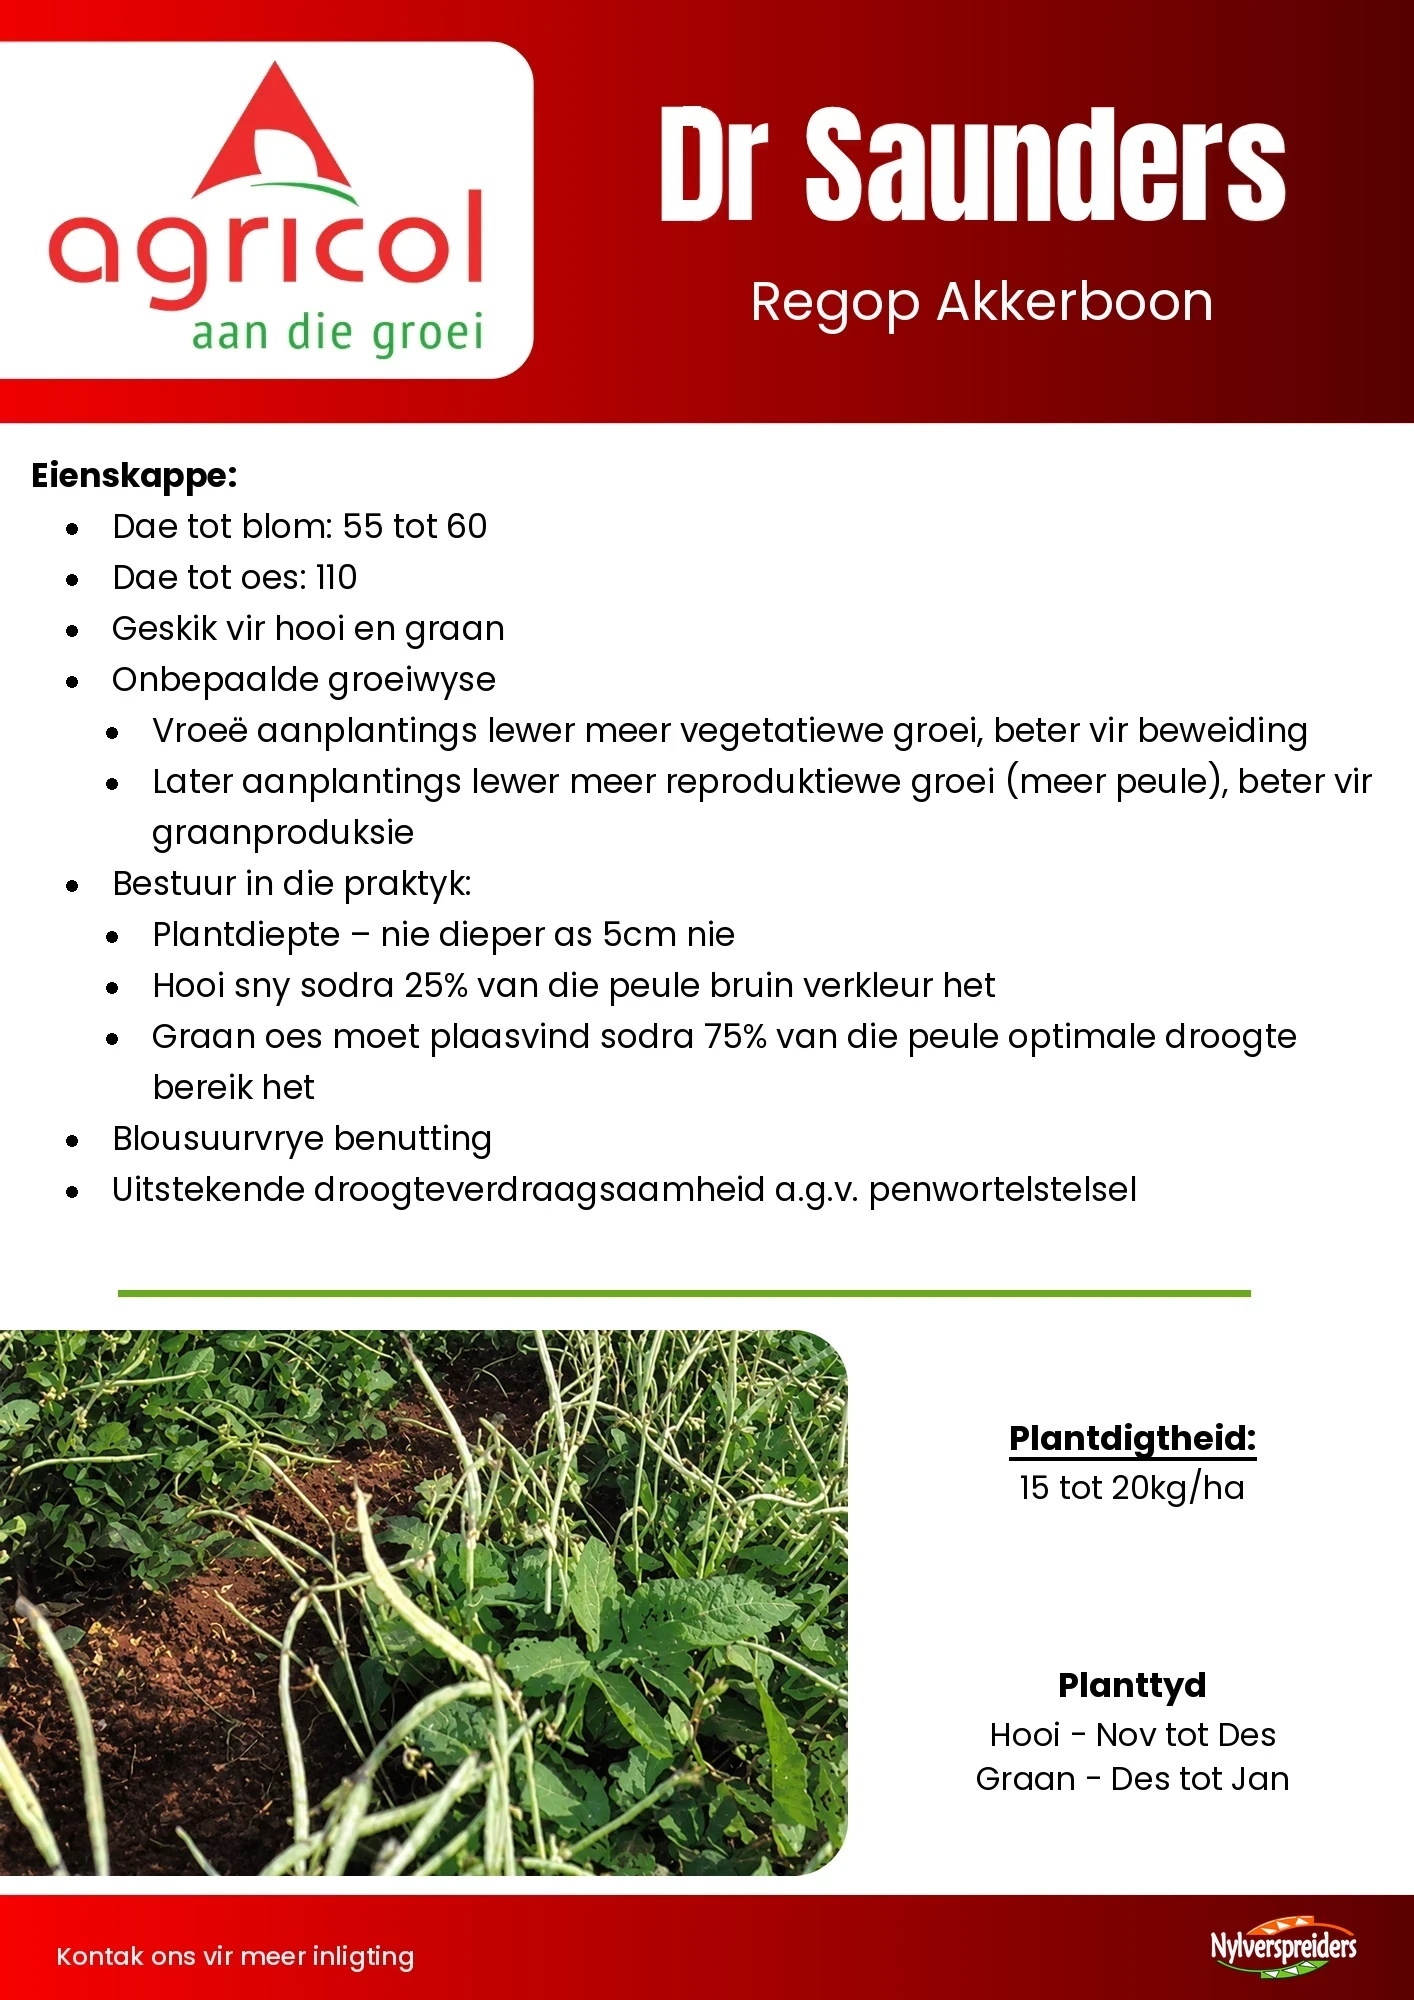 agricol
aan die groei
Dr Saunders
Regop Akkerboon
Eienskappe:
Dae tot blom: 55 tot 60
Dae tot oes: 110
Geskik vir hooi en graan
Onbepaalde groeiwyse
Vroeë aanplantings lewer meer vegetatiewe groei, beter vir beweiding
Later aanplantings lewer meer reproduktiewe groei (meer peule), beter vir
graanproduksie
Bestuur in die praktyk:
Plantdiepte – nie dieper as 5cm nie
Hooi sny sodra 25% van die peule bruin verkleur het
Graan oes moet plaasvind sodra 75% van die peule optimale droogte
bereik het
Blousuurvrye benutting
Uitstekende droogteverdraagsaamheid a.g.v. penwortelstelsel
Plantdigtheid:
15 tot 20kg/ha
Planttyd
Hooi - Nov tot Des
Graan - Des tot Jan
Kontak ons vir meer inligting
Nylverspreiders